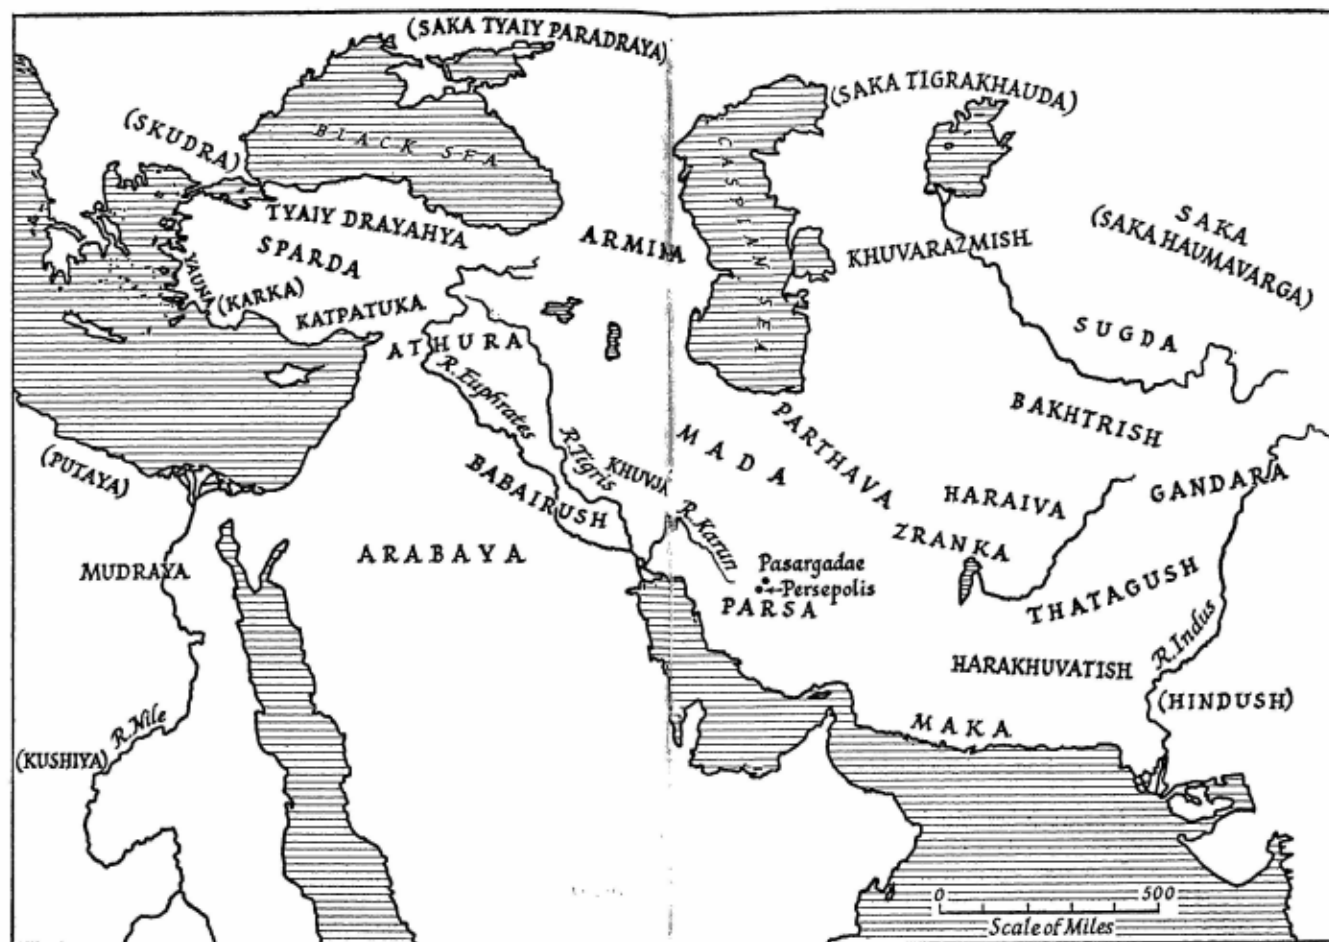 (SAKA TYAIY PARADRAYA)
(SAKA TIGRAKHAUDA)
(SKUDRA)
BLACK SEA
CASPIAN SEA
TYAIY DRAYAHYA
SAKA
(SAKA HAUMAVARGA)
ARMINA
SPARDA
KHUVARAZMISH
YAUNA
(KARKA)
KATPATUKA
SUGDA
ATHURA
R. Euphrates
BAKHTRISH
PARTHAVA
MADA
R. Tigris
KHUVJA
(PUTAYA)
BABAIRUSH
HARAIVA
GANDARA
R. Karun
ZRANKA
ARABAYA
MUDRAYA
Pasargadae
Persepolis
PARSA
THATAGUSH
R. Indus
HARAKHUVATISH
(HINDUSH)
R. Nile
MAKA
(KUSHIYA)
0 500
Scale of Miles